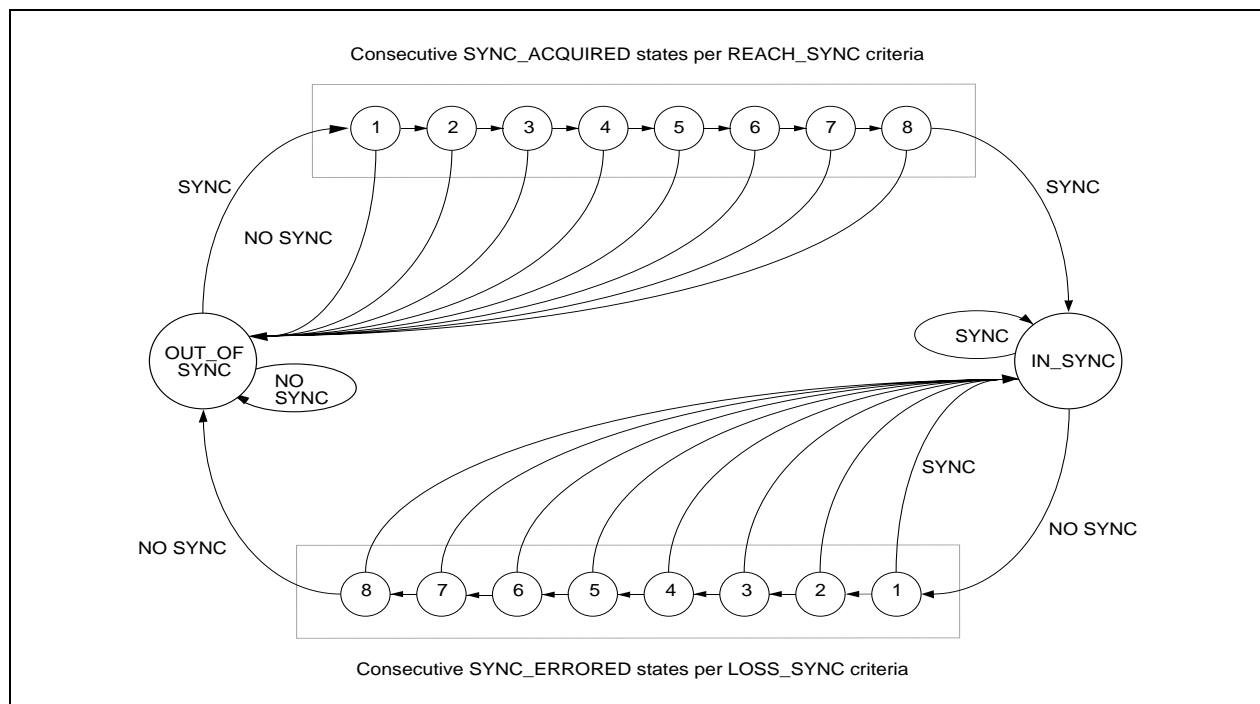 Consecutive SYNC_ACQUIRED states per REACH_SYNC criteria
1 2 3 4 5 6 7 8
SYNC
SYNC
NO SYNC
OUT_OF
SYNC
NO
SYNC
SYNC
IN_SYNC
SYNC
NO SYNC
NO SYNC
8 7 6 5 4 3 2 1
Consecutive SYNC_ERRORED states per LOSS_SYNC criteria